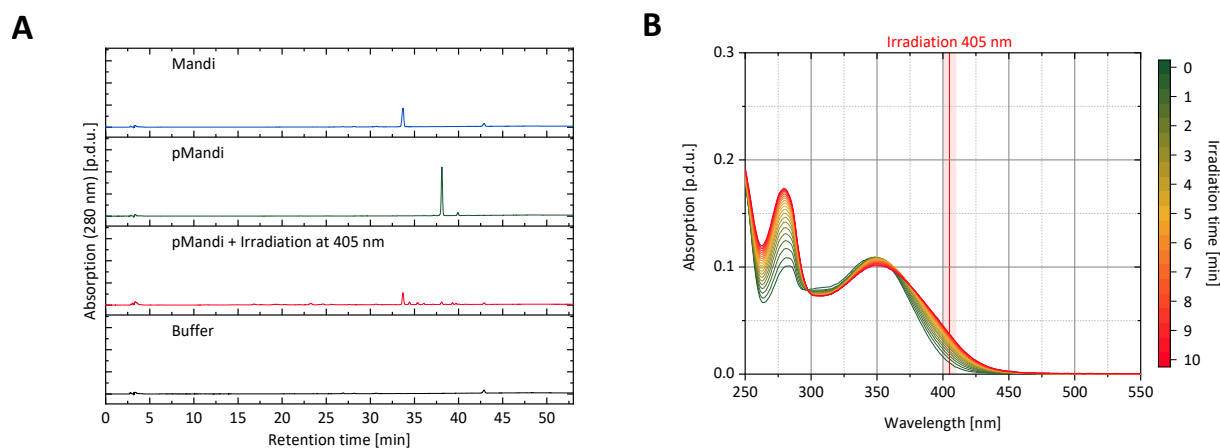 A
Absorption (280 nm) [p.d.u.]
Mandi
pMandi
pMandi + Irradiation at 405 nm
Buffer
0 5 10 15 20 25 30 35 40 45 50
Retention time [min]
B
Irradiation 405 nm
Absorption [p.d.u.]
0.3
0.2
0.1
0.0
250 300 350 400 450 500 550
Wavelength [nm]
0
1
2
3
4
5
6
7
8
9
10
Irradiation time [min]